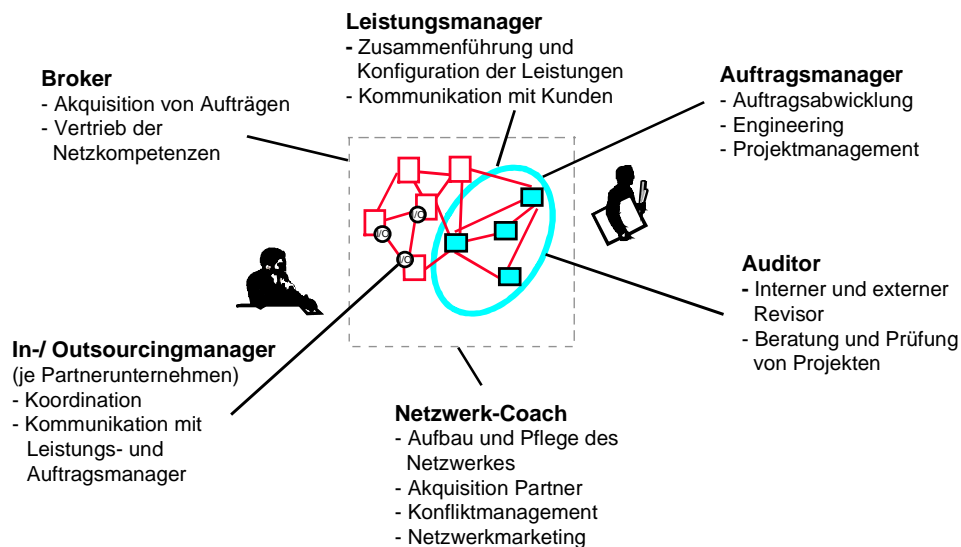 Leistungsmanager
- Zusammenführung und
Konfiguration der Leistungen
- Kommunikation mit Kunden
Broker
- Akquisition von Aufträgen
- Vertrieb der
Netzkompetenzen
Auftragsmanager
- Auftragsabwicklung
- Engineering
- Projektmanagement
I/O
I/O
I/O
Auditor
- Interner und externer
Revisor
- Beratung und Prüfung
von Projekten
In-/ Outsourcingmanager
(je Partnerunternehmen)
- Koordination
- Kommunikation mit
Leistungs- und
Auftragsmanager
Netzwerk-Coach
- Aufbau und Pflege des
Netzwerkes
- Akquisition Partner
- Konfliktmanagement
- Netzwerkmarketing